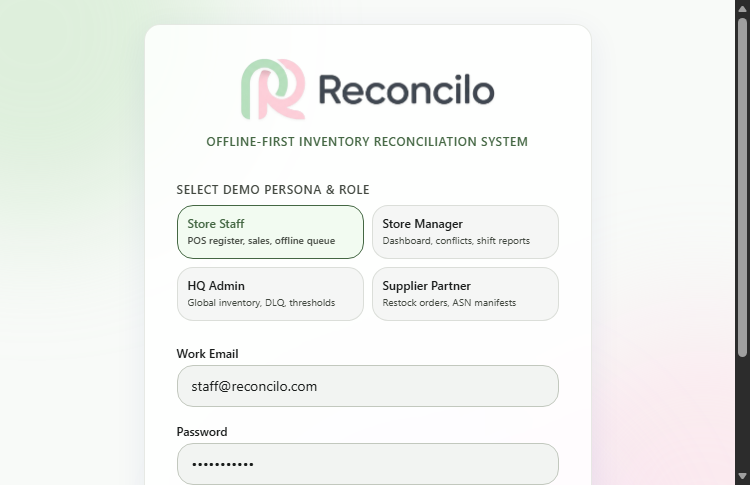 Reconcilo
OFFLINE-FIRST INVENTORY RECONCILIATION SYSTEM
SELECT DEMO PERSONA & ROLE
Store Staff
POS register, sales, offline queue
Store Manager
Dashboard, conflicts, shift reports
HQ Admin
Global inventory, DLQ, thresholds
Supplier Partner
Restock orders, ASN manifests
Work Email
staff@reconcilo.com
Password
•••••••••••